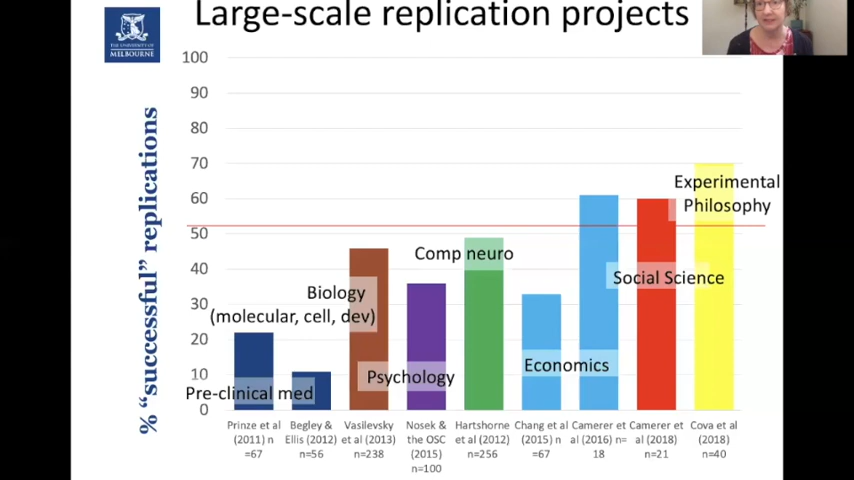 Large-scale replication projects
THE UNIVERSITY OF
MELBOURNE
% “successful” replications
100
90
80
70
60
50
40
30
20
10
0
Pre-clinical med
Biology
(molecular, cell, dev)
Psychology
Comp neuro
Economics
Social Science
Experimental
Philosophy
Prinze et al
(2011) n
=67
Begley &
Ellis (2012)
n=56
Vasilevsky
et al (2013)
n=238
Nosek &
the OSC
(2015)
n=100
Hartshorne
et al (2012)
n=256
Chang et al
(2015) n
=67
Camerer et
al (2016) n=
18
Camerer et
al (2018)
n=21
Cova et al
(2018)
n=40